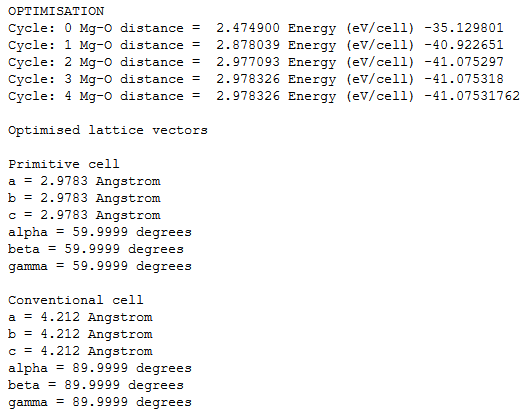 OPTIMISATION
Cycle: 0 Mg-O distance =  2.474900 Energy (eV/cell) -35.129801
Cycle: 1 Mg-O distance =  2.878039 Energy (eV/cell) -40.922651
Cycle: 2 Mg-O distance =  2.977093 Energy (eV/cell) -41.075297
Cycle: 3 Mg-O distance =  2.978326 Energy (eV/cell) -41.075318
Cycle: 4 Mg-O distance =  2.978326 Energy (eV/cell) -41.07531762
Optimised lattice vectors
Primitive cell
a = 2.9783 Angstrom
b = 2.9783 Angstrom
c = 2.9783 Angstrom
alpha = 59.9999 degrees
beta = 59.9999 degrees
gamma = 59.9999 degrees
Conventional cell
a = 4.212 Angstrom
b = 4.212 Angstrom
c = 4.212 Angstrom
alpha = 89.9999 degrees
beta = 89.9999 degrees
gamma = 89.9999 degrees